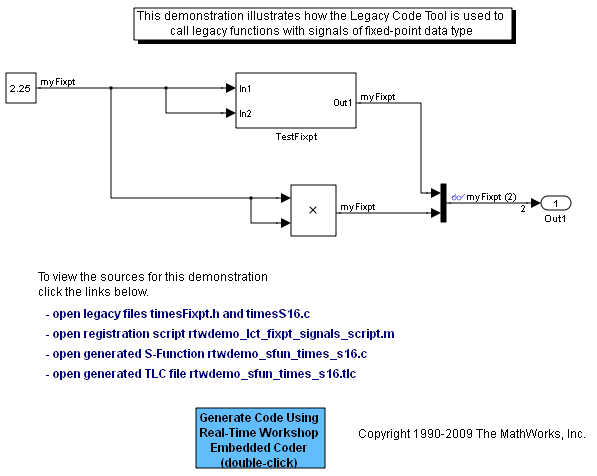 This demonstration illustrates how the Legacy Code Tool is used to
call legacy functions with signals of fixed-point data type
2.25
myFixpt
In1
In2
Out1
TestFixpt
myFixpt
×
myFixpt
myFixpt (2)
2
1
Out1
To view the sources for this demonstration
click the links below.
- open legacy files timesFixpt.h and timesS16.c
- open registration script rtwdemo_lct_fixpt_signals_script.m
- open generated S-Function rtwdemo_sfun_times_s16.c
- open generated TLC file rtwdemo_sfun_times_s16.tlc
Generate Code Using
Real-Time Workshop
Embedded Coder
(double-click)
Copyright 1990-2009 The MathWorks, Inc.